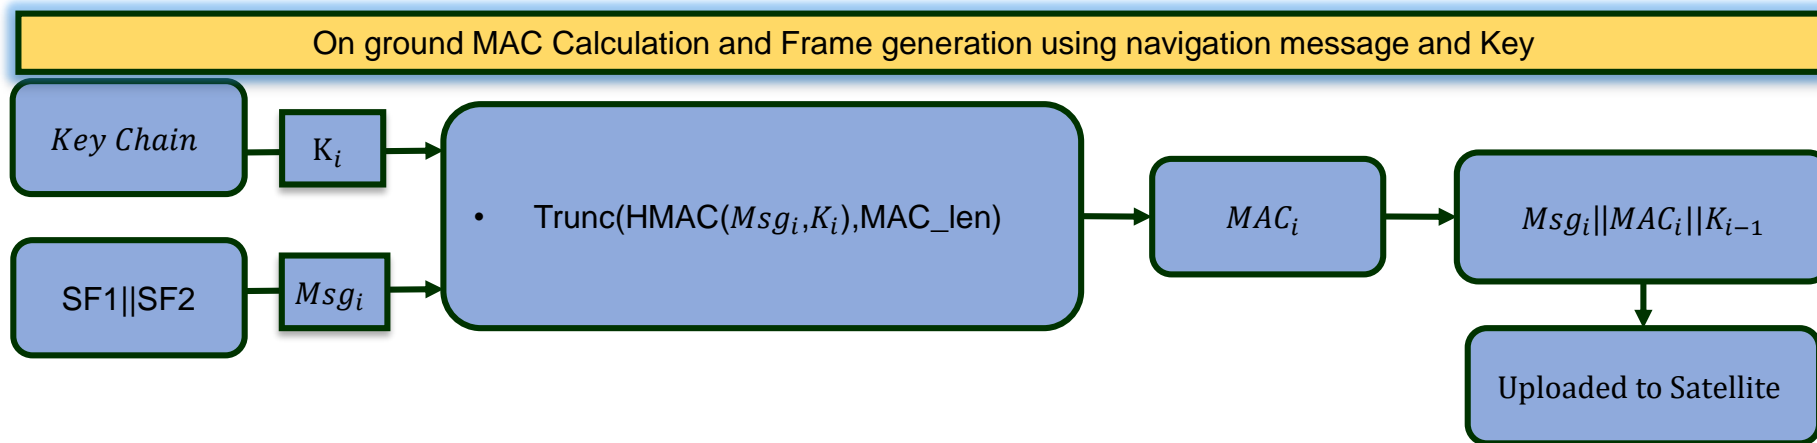 On ground MAC Calculation and Frame generation using navigation message and Key
Key Chain
Kᵢ
• Trunc(HMAC(Msgᵢ,Kᵢ),MAC_len)
MACᵢ
Msgᵢ||MACᵢ||Kᵢ₋₁
SF1||SF2
Msgᵢ
Uploaded to Satellite